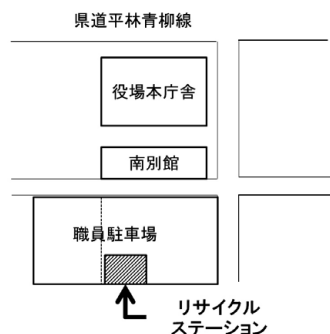 県道平林青柳線
役場本庁舎
南別館
職員駐車場
リサイクル
ステーション